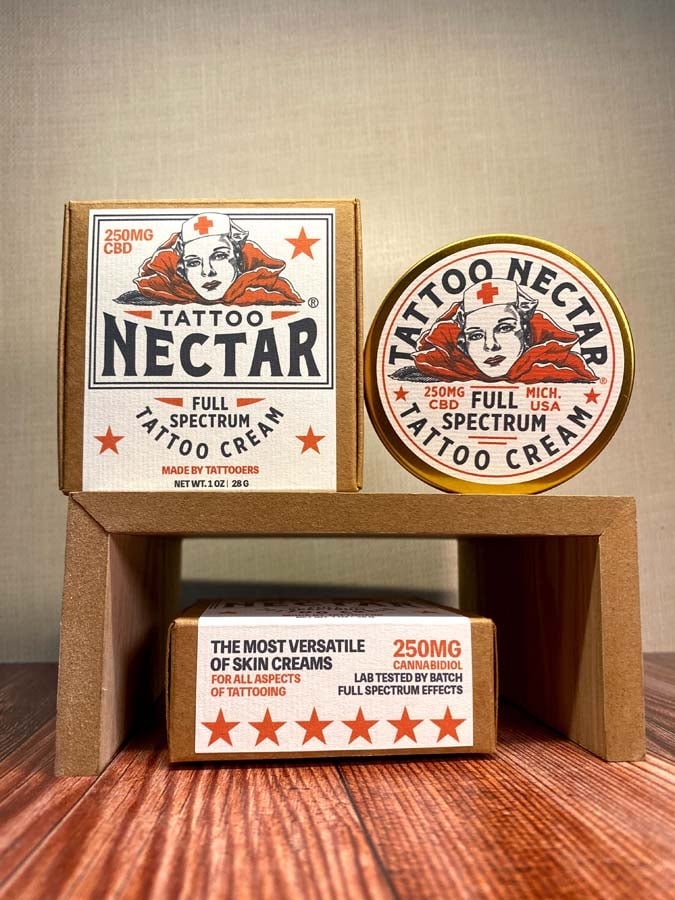 250MG
CBD
®
TATTOO
NECTAR
FULL
SPECTRUM
TATTOO CREAM
MADE BY TATTOOERS
NET WT. 1 OZ | 28 G
TATTOO NECTAR
®
250MG
CBD
FULL
MICH.
USA
SPECTRUM
TATTOO CREAM
THE MOST VERSATILE
OF SKIN CREAMS
FOR ALL ASPECTS
OF TATTOOING
250MG
CANNABIDIOL
LAB TESTED BY BATCH
FULL SPECTRUM EFFECTS